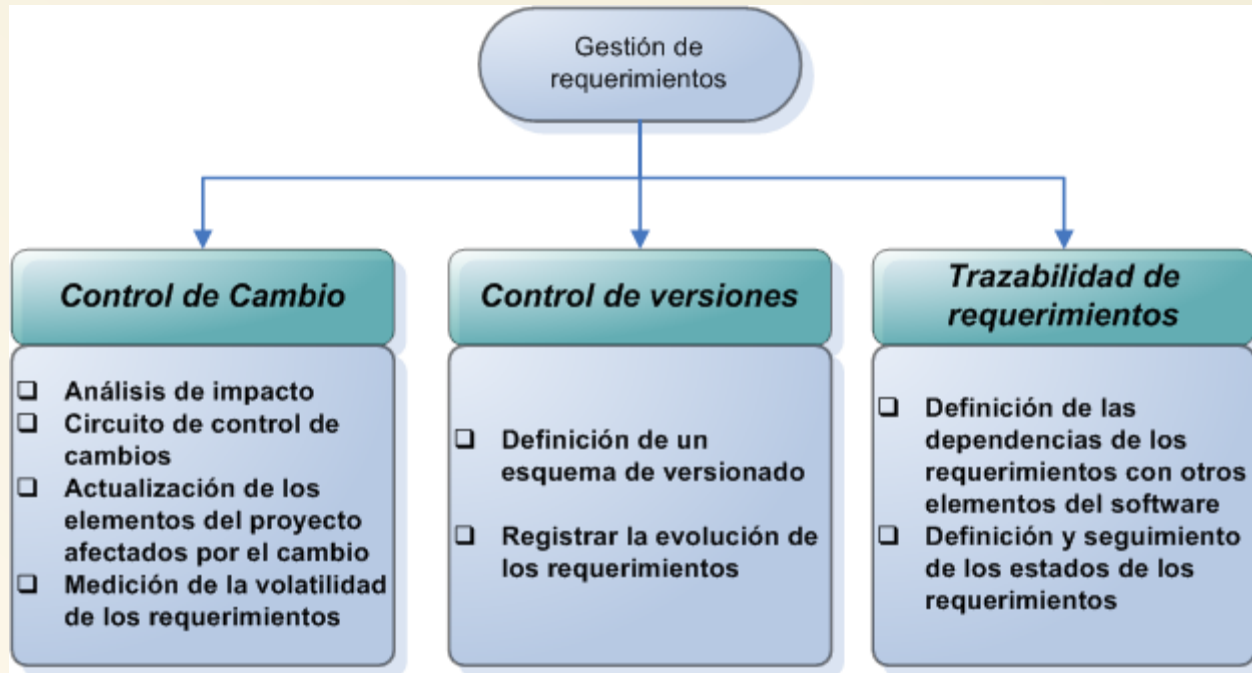 Gestión de
requerimientos
Control de Cambio
Análisis de impacto
Circuito de control de
cambios
Actualización de los
elementos del proyecto
afectados por el cambio
Medición de la volatilidad
de los requerimientos
Control de versiones
Definición de un
esquema de versionado
Registrar la evolución de
los requerimientos
Trazabilidad de
requerimientos
Definición de las
dependencias de los
requerimientos con otros
elementos del software
Definición y seguimiento
de los estados de los
requerimientos